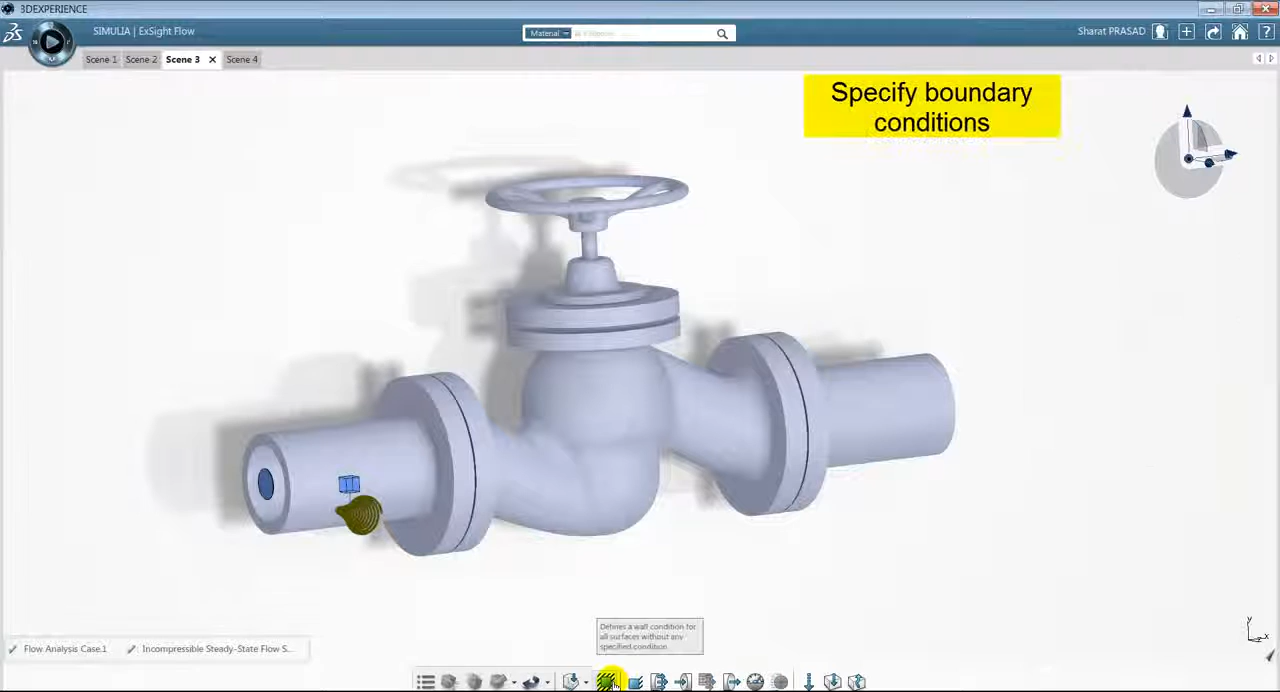 3DEXPERIENCE
SIMULIA | ExSight Flow
Material
Sharat PRASAD
Scene 1
Scene 2
Scene 3
Scene 4
Specify boundary
conditions
Defines a wall condition for
all surfaces without any
specified condition.
Flow Analysis Case.1
Incompressible Steady-State Flow S...
y
x